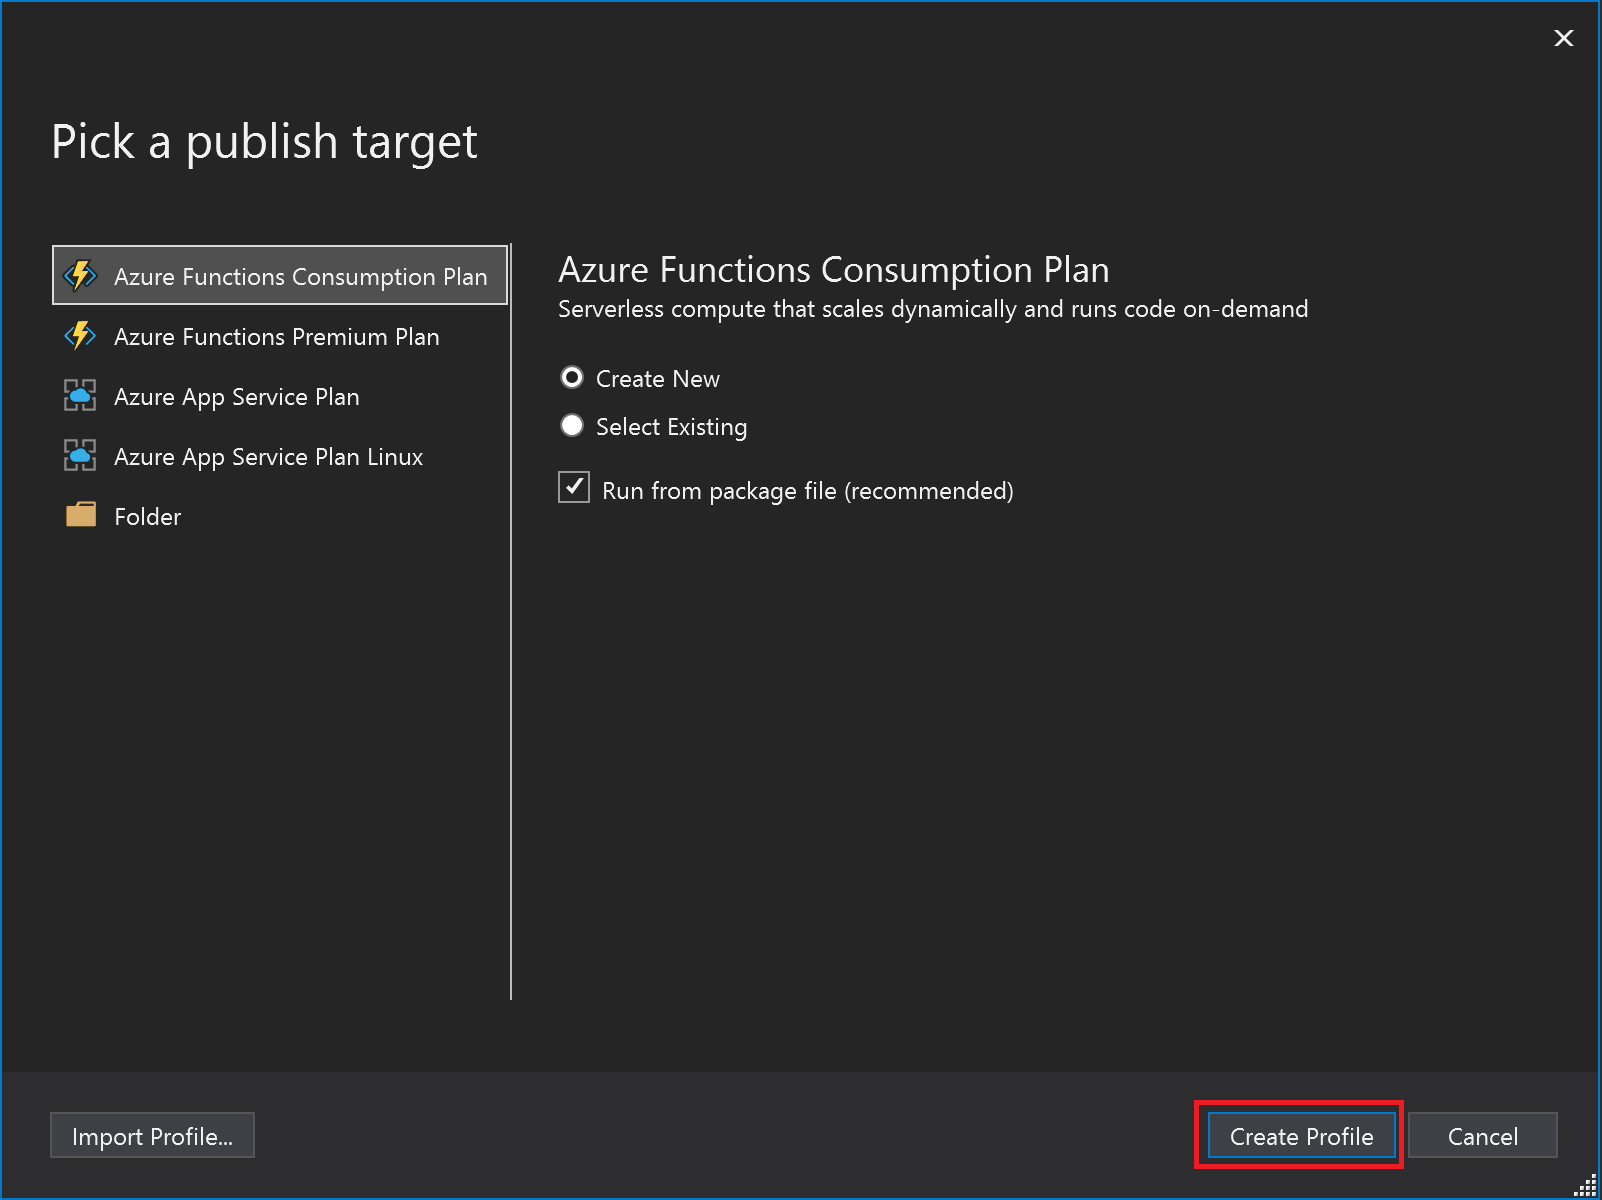 Pick a publish target
Azure Functions Consumption Plan
Azure Functions Premium Plan
Azure App Service Plan
Azure App Service Plan Linux
Folder
Azure Functions Consumption Plan
Serverless compute that scales dynamically and runs code on-demand
Create New
Select Existing
Run from package file (recommended)
Import Profile...
Create Profile
Cancel